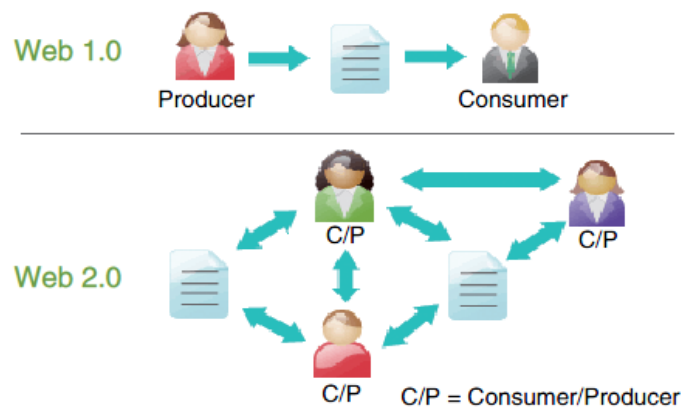 Web 1.0
Producer
Consumer
C/P
C/P
Web 2.0
C/P
C/P = Consumer/Producer